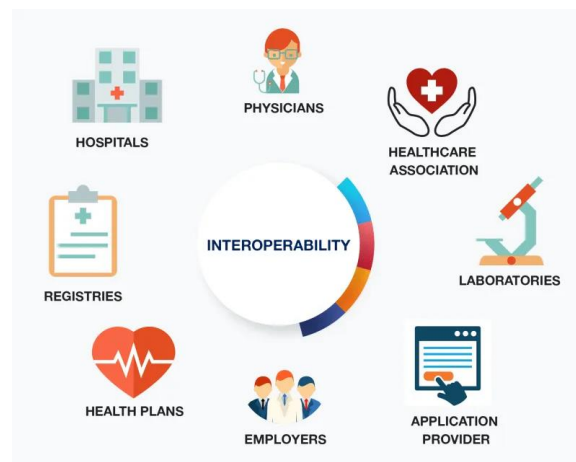 PHYSICIANS
HOSPITALS
HEALTHCARE
ASSOCIATION
INTEROPERABILITY
LABORATORIES
REGISTRIES
HEALTH PLANS
APPLICATION
PROVIDER
EMPLOYERS